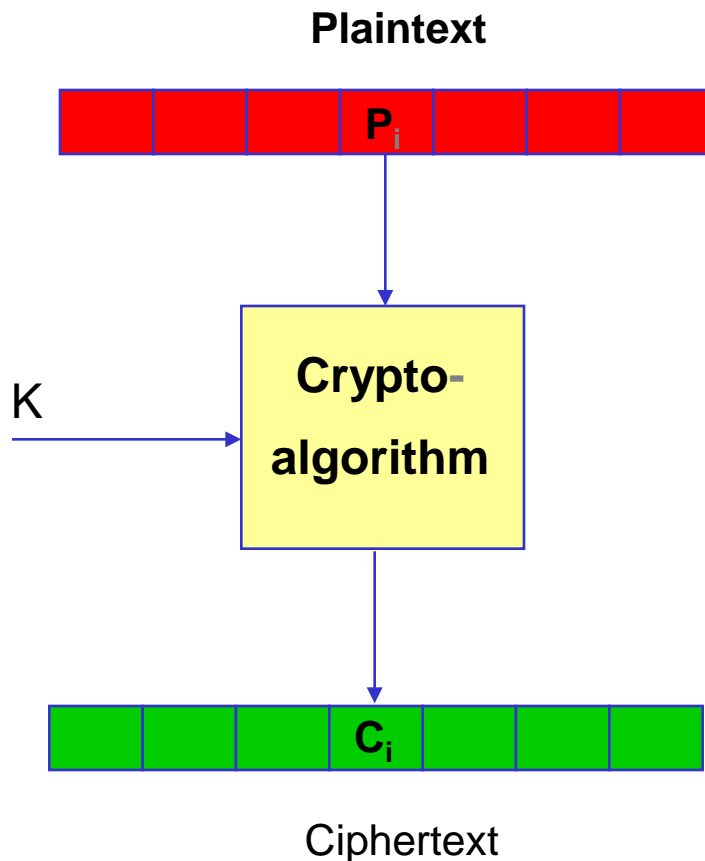 Plaintext
Pᵢ
Crypto-
K
algorithm
Cᵢ
Ciphertext